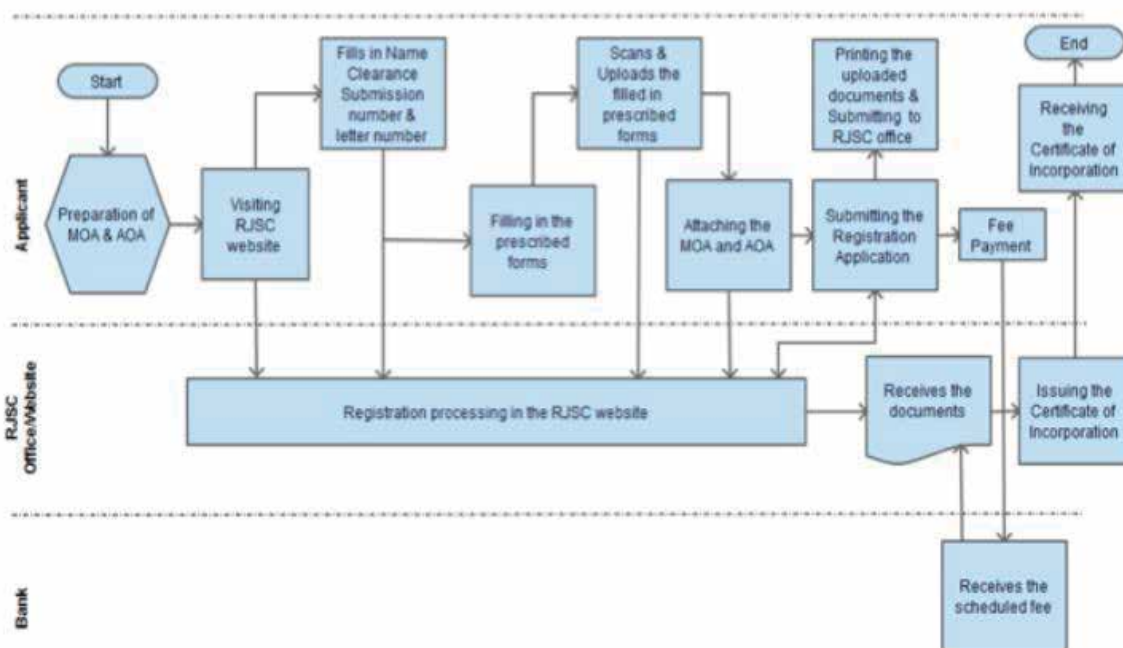 Start
Preparation of
MOA & AOA
Visiting
RJSC
website
Fills in Name
Clearance
Submission
number &
letter number
Filling in the
prescribed
forms
Scans &
Uploads the
filled in
prescribed
forms
Attaching the
MOA and AOA
Printing the
uploaded
documents &
Submitting to
RJSC office
Submitting the
Registration
Application
Fee
Payment
End
Receiving
the
Certificate of
Incorporation
Applicant
RJSC
Office/Website
Registration processing in the RJSC website
Receives the
documents
Issuing the
Certificate of
Incorporation
Bank
Receives the
scheduled fee